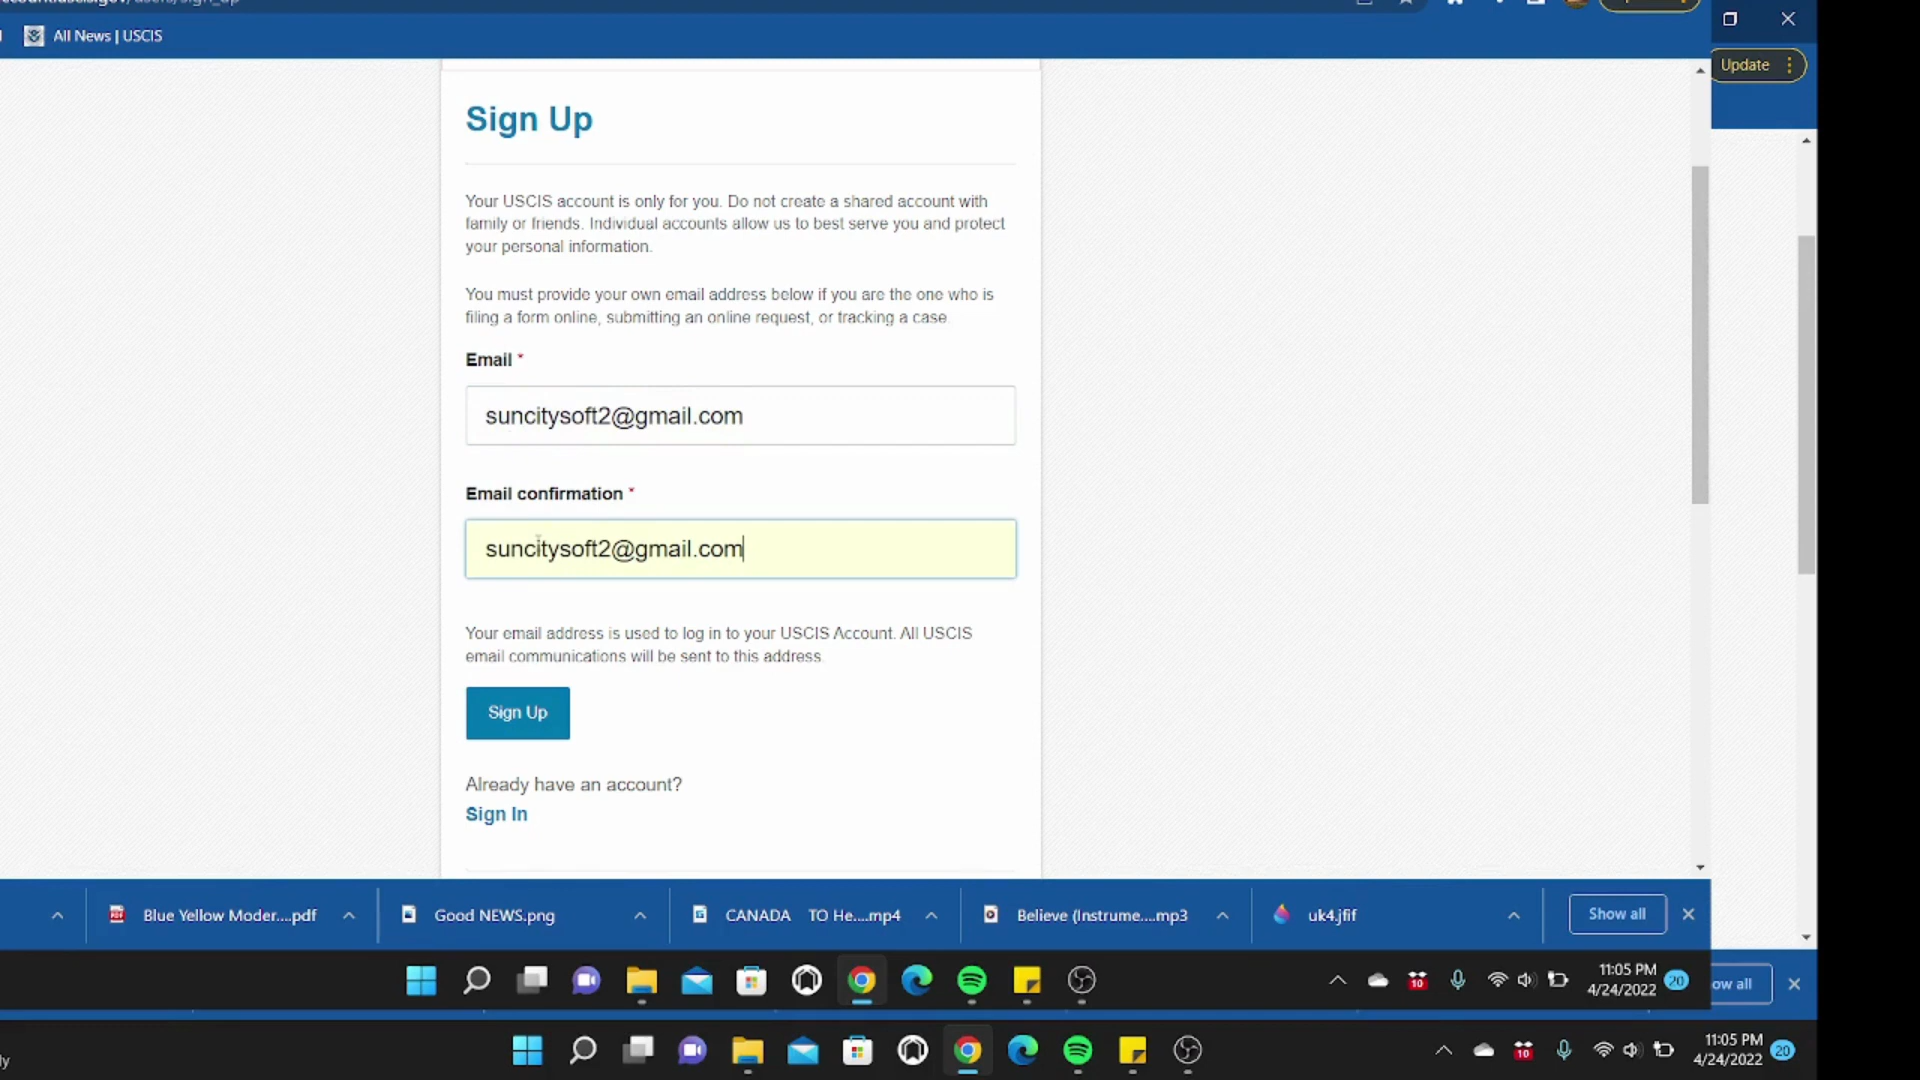 All News | USCIS
Update
Sign Up
Your USCIS account is only for you. Do not create a shared account with
family or friends. Individual accounts allow us to best serve you and protect
your personal information.
You must provide your own email address below if you are the one who is
filing a form online, submitting an online request, or tracking a case.
Email *
suncitysoft2@gmail.com
Email confirmation *
suncitysoft2@gmail.com
Your email address is used to log in to your USCIS Account. All USCIS
email communications will be sent to this address.
Sign Up
Already have an account?
Sign In
Blue Yellow Moder....pdf
Good NEWS.png
CANADA TO He....mp4
Believe (Instrume....mp3
uk4.jfif
Show all
10
11:05 PM
4/24/2022
20
ow all
10
11:05 PM
4/24/2022
20